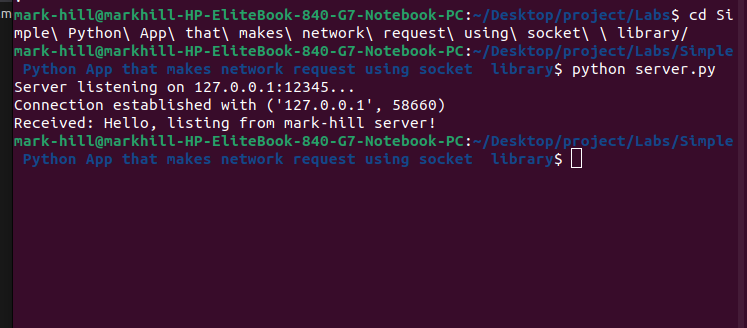 m
mark-hill@markhill-HP-EliteBook-840-G7-Notebook-PC:~/Desktop/project/Labs$ cd Si
mple\ Python\ App\ that\ makes\ network\ request\ using\ socket\ \ library/
mark-hill@markhill-HP-EliteBook-840-G7-Notebook-PC:~/Desktop/project/Labs/Simple
 Python App that makes network request using socket  library$ python server.py
Server listening on 127.0.0.1:12345...
Connection established with ('127.0.0.1', 58660)
Received: Hello, listing from mark-hill server!
mark-hill@markhill-HP-EliteBook-840-G7-Notebook-PC:~/Desktop/project/Labs/Simple
 Python App that makes network request using socket  library$